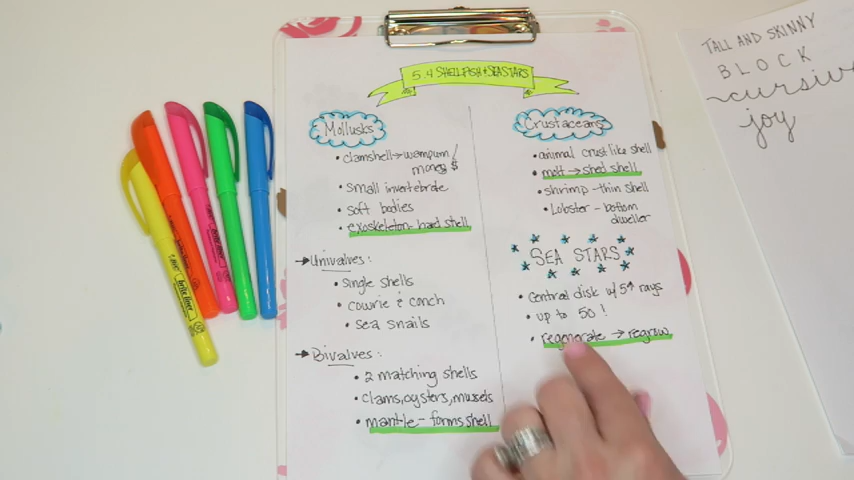 5.4 SHELLFISH + SEA STARS
Mollusks
• clamshell → wampum/
money $
• small invertebrate
• soft bodies
• exoskeleton - hard shell
→ Univalves:
• single shells
• cowrie & conch
• sea snails
→ Bivalves:
• 2 matching shells
• clams, oysters, mussels
• mantle - forms shell
Crustaceans
• animal crust like shell
• molt → shed shell
• shrimp - thin shell
• Lobster - bottom
dweller
SEA STARS
• central disk w/ 5↑ rays
• up to 50!
• regenerate → regrow
TALL AND SKINNY
BLOCK
cursive
joy
brite liner